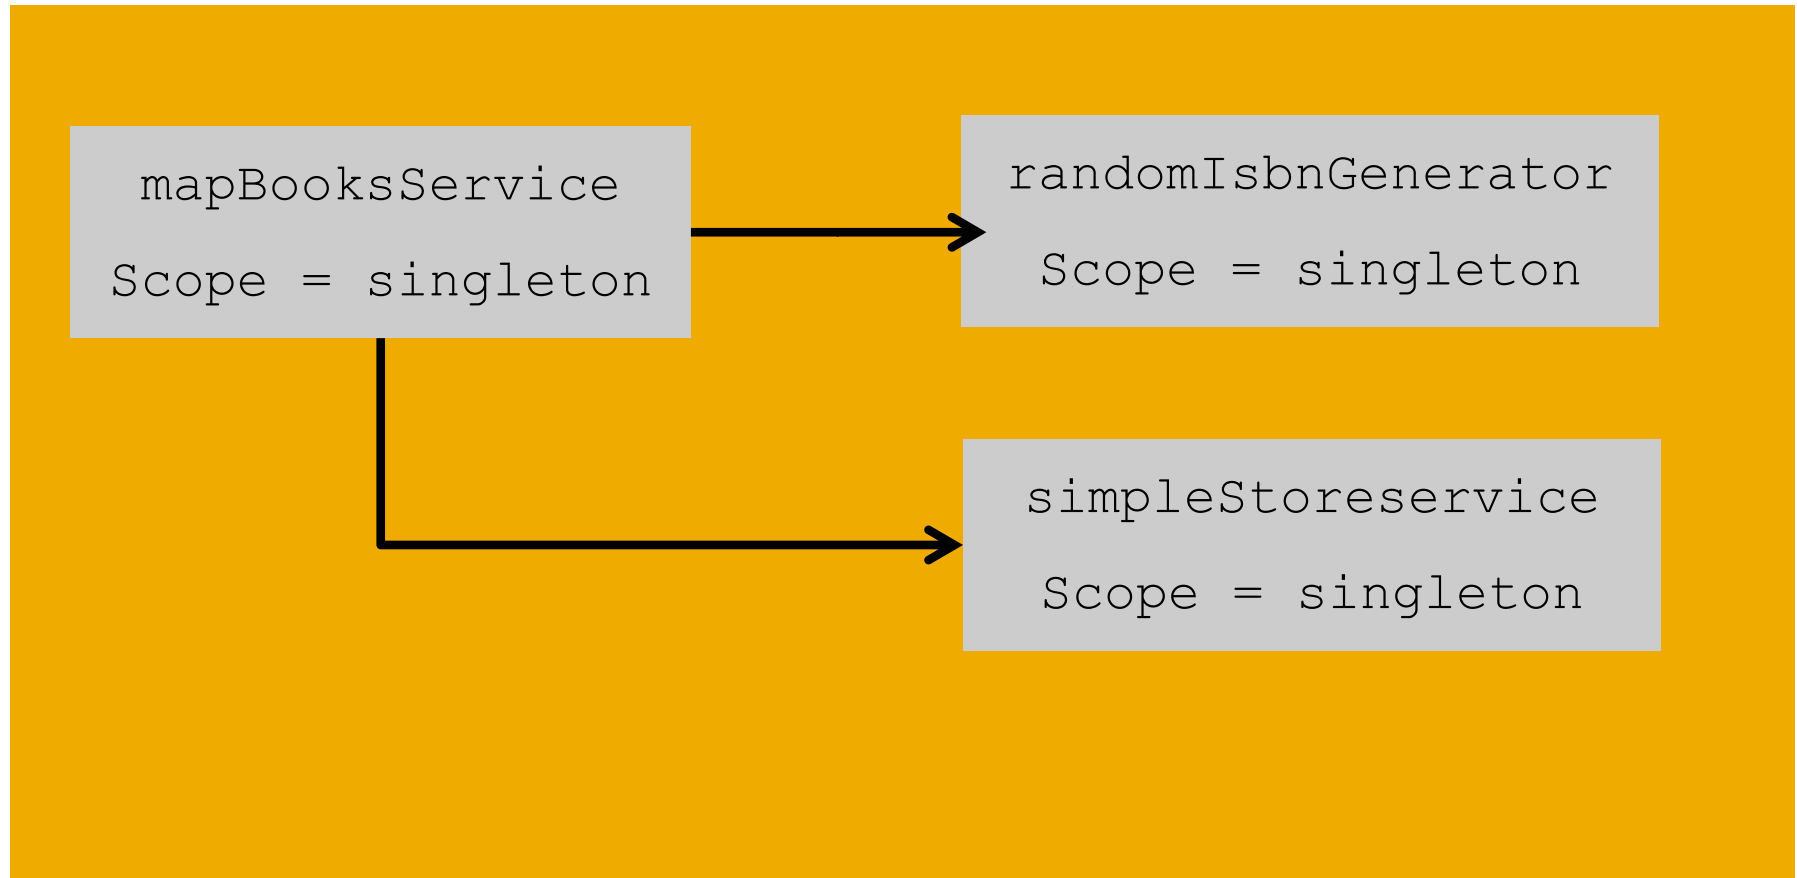 mapBooksService
Scope = singleton
randomIsbnGenerator
Scope = singleton
simpleStoreservice
Scope = singleton